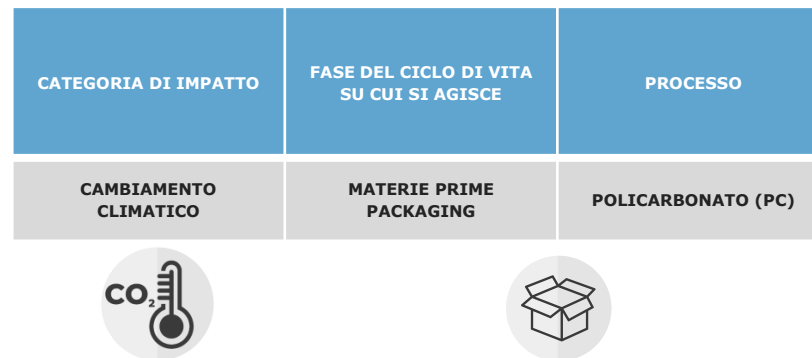 CATEGORIA DI IMPATTO
FASE DEL CICLO DI VITA
SU CUI SI AGISCE
PROCESSO
CAMBIAMENTO
CLIMATICO
MATERIE PRIME
PACKAGING
POLICARBONATO (PC)
CO₂